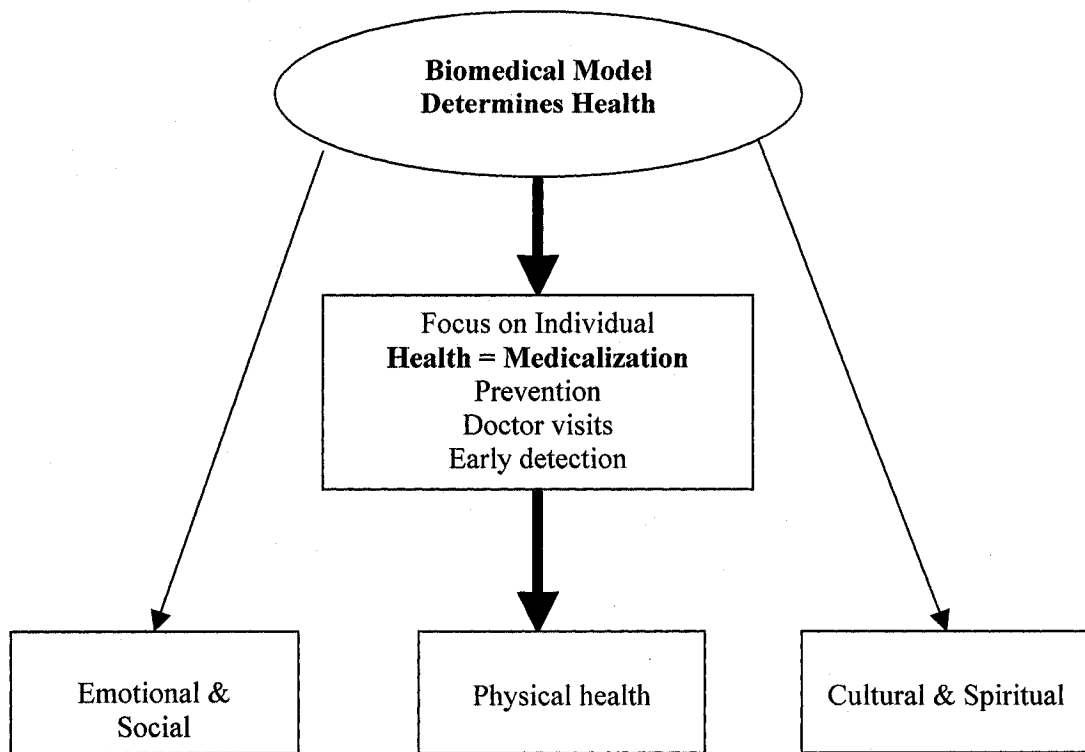 Biomedical Model
Determines Health
Focus on Individual
Health = Medicalization
Prevention
Doctor visits
Early detection
Emotional &
Social
Physical health
Cultural & Spiritual